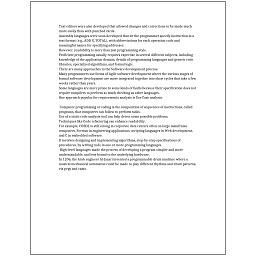 Text editors were also developed that allowed changes and corrections to be made much
more easily than with punched cards.
Assembly languages were soon developed that let the programmer specify instruction in a
text format (e.g., ADD X, TOTAL), with abbreviations for each operation code and
meaningful names for specifying addresses.
However, readability is more than just programming style.
Proficient programming usually requires expertise in several different subjects, including
knowledge of the application domain, details of programming languages and generic code
libraries, specialized algorithms, and formal logic.
There are many approaches to the Software development process.
Many programmers use forms of Agile software development where the various stages of
formal software development are more integrated together into short cycles that take a few
weeks rather than years.
Some languages are more prone to some kinds of faults because their specification does not
require compilers to perform as much checking as other languages.
One approach popular for requirements analysis is Use Case analysis.

Computer programming or coding is the composition of sequences of instructions, called
programs, that computers can follow to perform tasks.
Use of a static code analysis tool can help detect some possible problems.
Techniques like Code refactoring can enhance readability.
For example, COBOL is still strong in corporate data centers often on large mainframe
computers, Fortran in engineering applications, scripting languages in Web development,
and C in embedded software.
It involves designing and implementing algorithms, step-by-step specifications of
procedures, by writing code in one or more programming languages.
High-level languages made the process of developing a program simpler and more
understandable, and less bound to the underlying hardware.
In 1206, the Arab engineer Al-Jazari invented a programmable drum machine where a
musical mechanical automaton could be made to play different rhythms and drum patterns,
via pegs and cams.